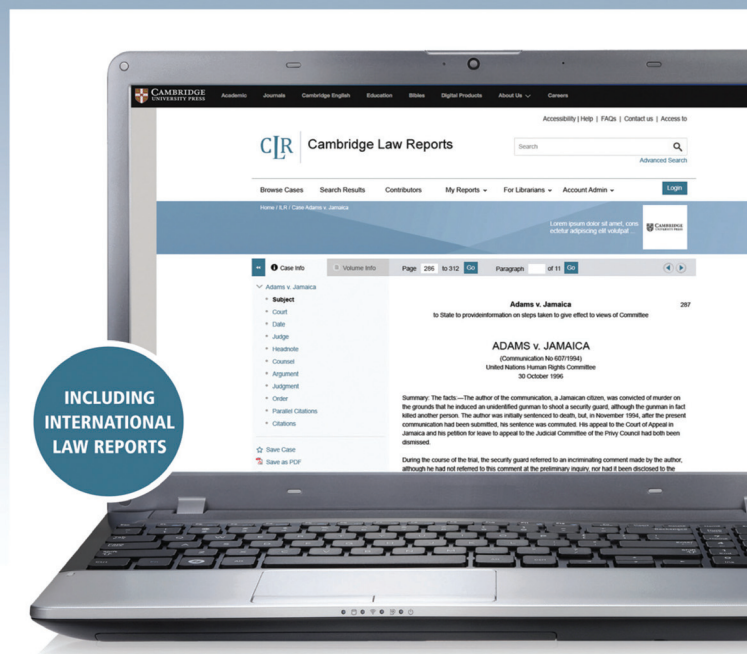 CAMBRIDGE
UNIVERSITY PRESS
Academic Journals Cambridge English Education Bibles Digital Products About Us Careers
Accessibility | Help | FAQs | Contact us | Access to
CLR Cambridge Law Reports
Search
Advanced Search
Browse Cases Search Results Contributors My Reports For Librarians Account Admin Login
Home / ILR / Case Adams v. Jamaica
Lorem ipsum dolor sit amet, cons
ectetur adipiscing elit volutpat ...
CAMBRIDGE
UNIVERSITY PRESS
Case Info Volume Info Page 286 to 312 Go Paragraph of 11 Go
Adams v. Jamaica
Subject
Court
Date
Judge
Headnote
Counsel
Argument
Judgment
Order
Parallel Citations
Citations
Save Case
Save as PDF
Adams v. Jamaica 287
to State to provideinformation on steps taken to give effect to views of Committee
ADAMS v. JAMAICA
(Communication No 607/1994)
United Nations Human Rights Committee
30 October 1996
Summary: The facts:—The author of the communication, a Jamaican citizen, was convicted of murder on
the grounds that he induced an unidentified gunman to shoot a security guard, although the gunman in fact
killed another person. The author was initially sentenced to death, but, in November 1994, after the present
communication had been submitted, his sentence was commuted. His appeal to the Court of Appeal in
Jamaica and his petition for leave to appeal to the Judicial Committee of the Privy Council had both been
dismissed.
During the course of the trial, the security guard referred to an incriminating comment made by the author,
although he had not referred to this comment at the preliminary inquiry, nor had it been disclosed to the
INCLUDING
INTERNATIONAL
LAW REPORTS